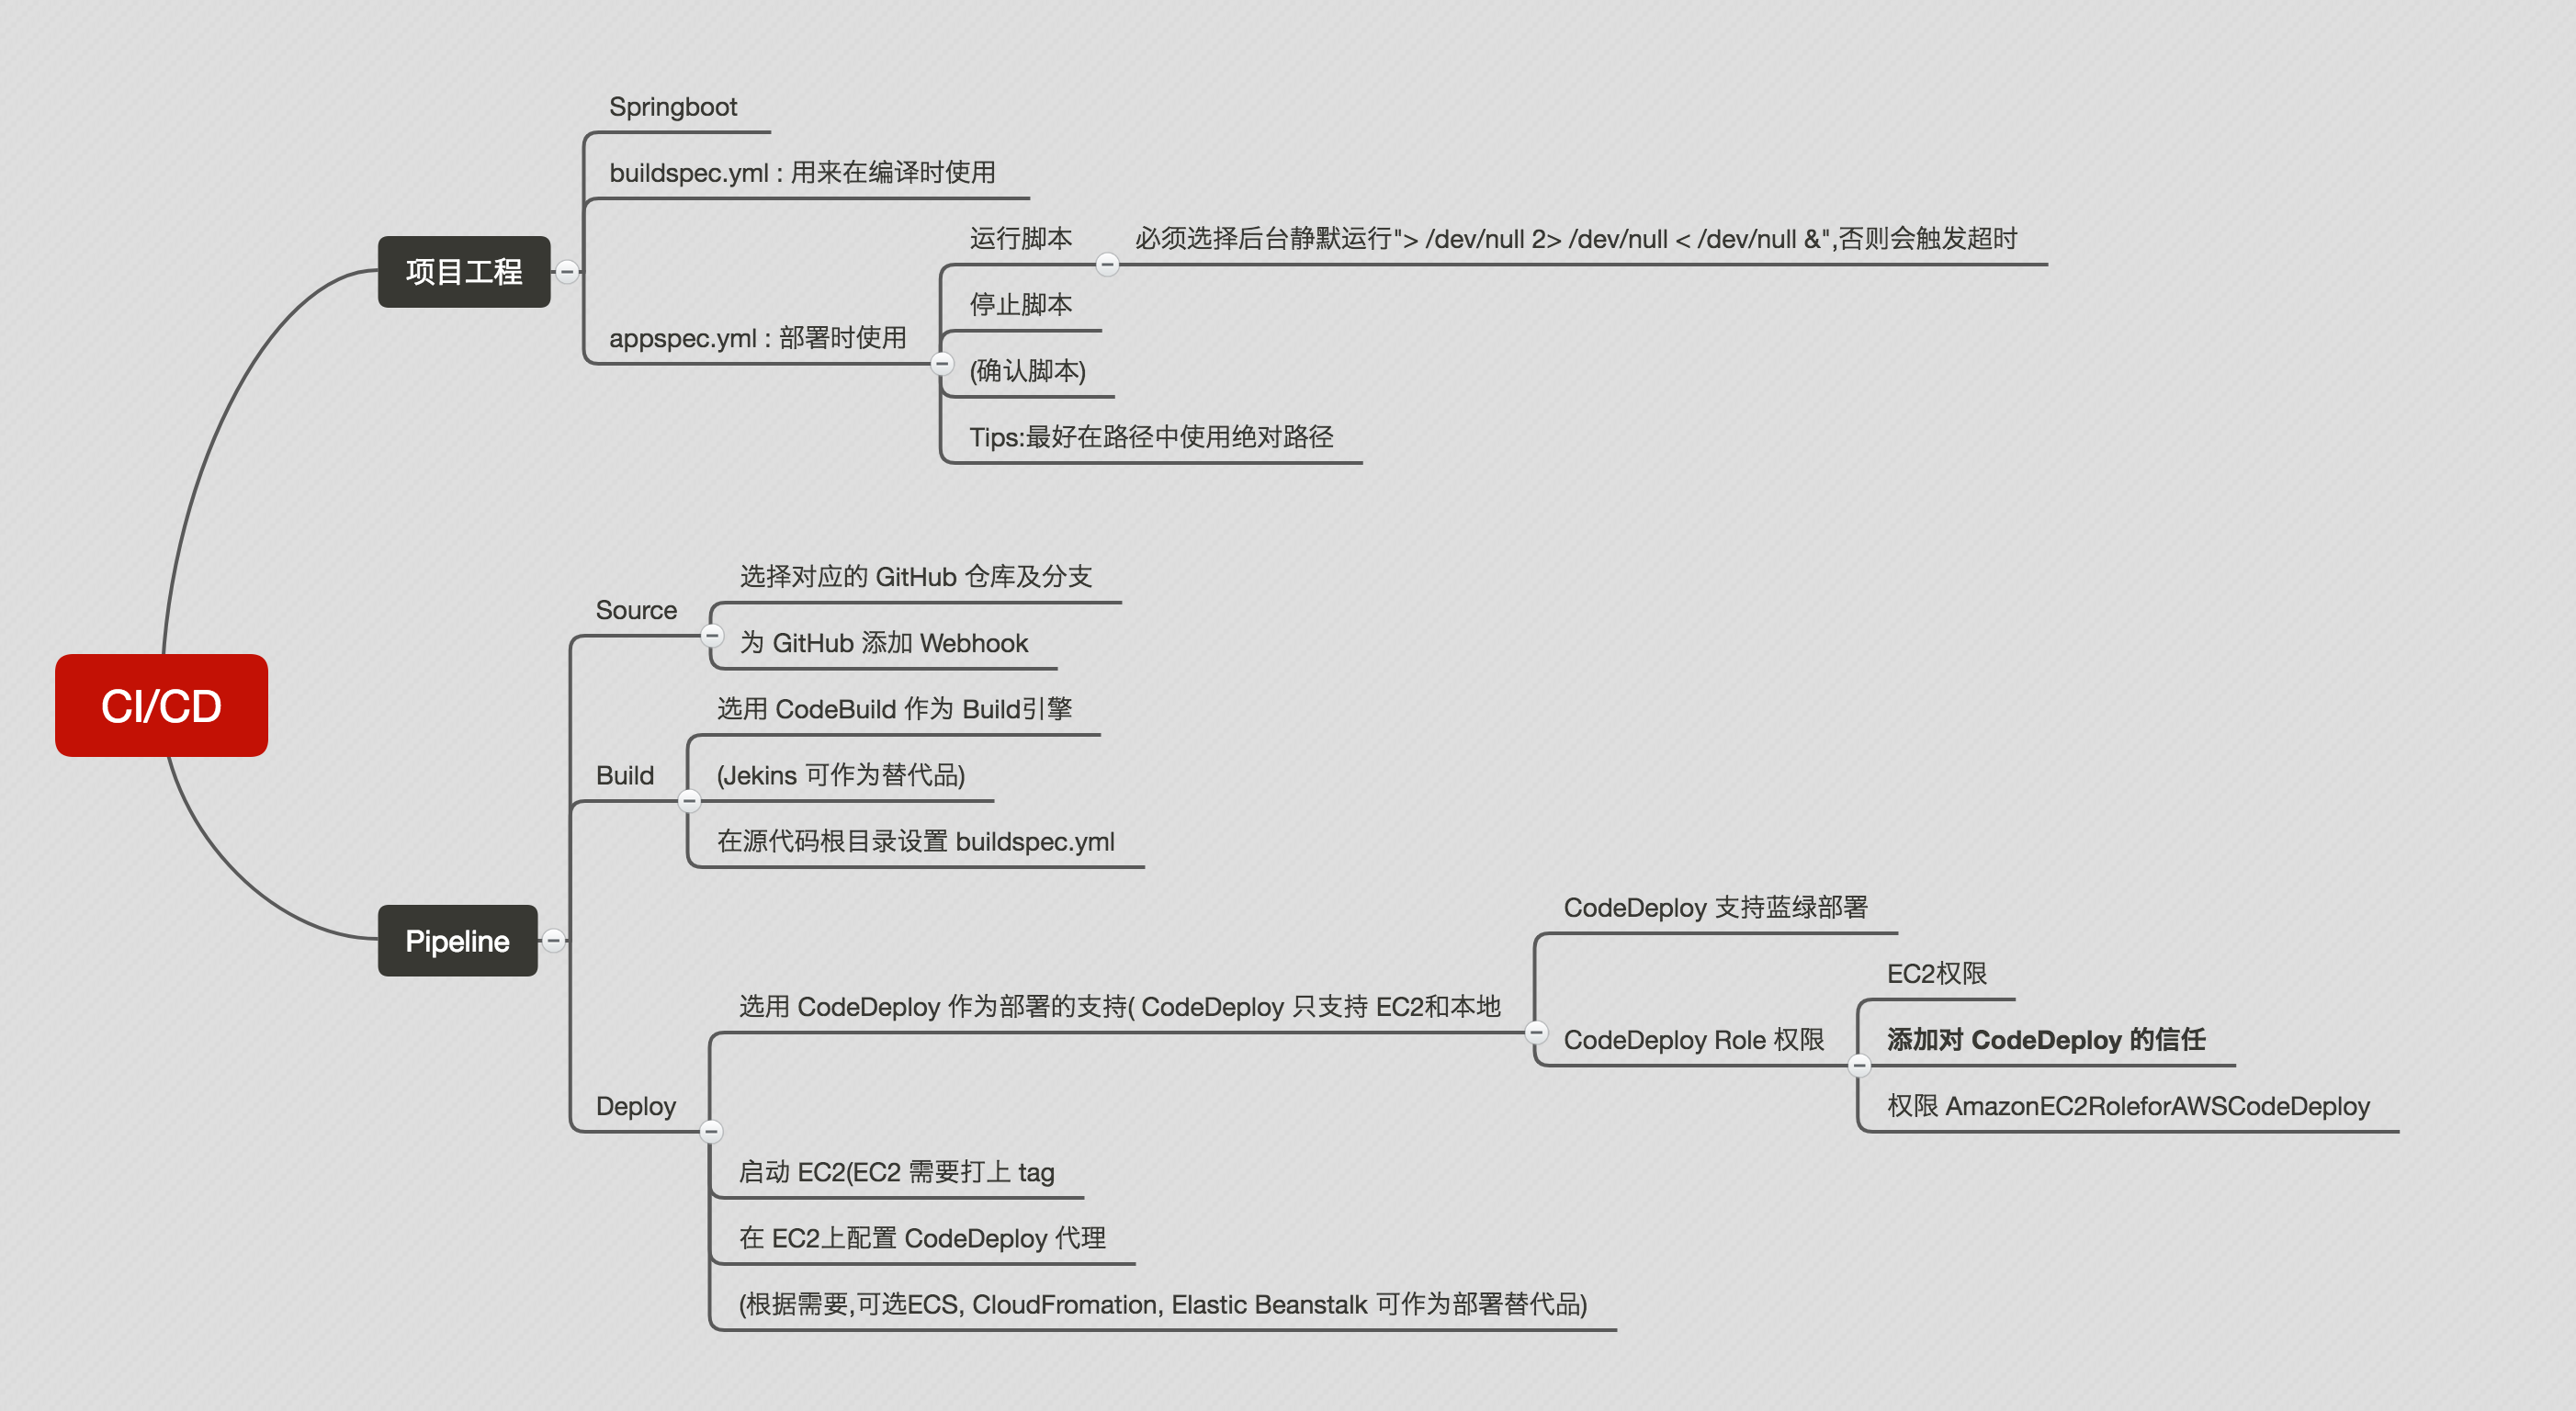 CI/CD
项目工程
Springboot
buildspec.yml : 用来在编译时使用
appspec.yml : 部署时使用
运行脚本
必须选择后台静默运行"> /dev/null 2> /dev/null < /dev/null &",否则会触发超时
停止脚本
(确认脚本)
Tips:最好在路径中使用绝对路径
Pipeline
Source
选择对应的 GitHub 仓库及分支
为 GitHub 添加 Webhook
Build
选用 CodeBuild 作为 Build引擎
(Jekins 可作为替代品)
在源代码根目录设置 buildspec.yml
Deploy
选用 CodeDeploy 作为部署的支持( CodeDeploy 只支持 EC2和本地
CodeDeploy 支持蓝绿部署
CodeDeploy Role 权限
EC2权限
添加对 CodeDeploy 的信任
权限 AmazonEC2RoleforAWSCodeDeploy
启动 EC2(EC2 需要打上 tag
在 EC2上配置 CodeDeploy 代理
(根据需要,可选ECS, CloudFromation, Elastic Beanstalk 可作为部署替代品)